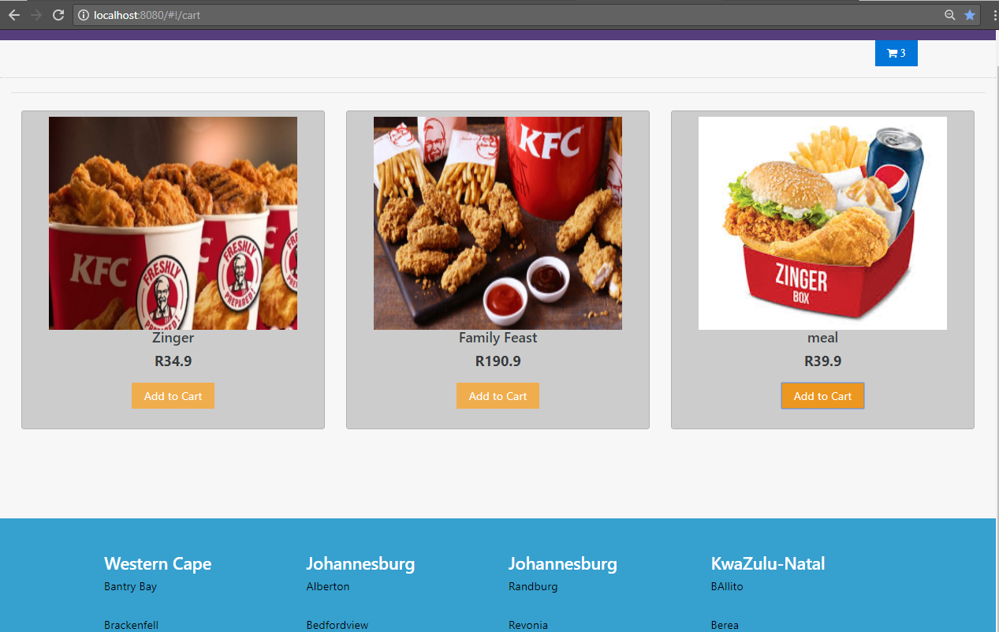 localhost:8080/#!/cart
3
KFC
FRESHLY
PREPARED!
FRESHLY
PREPARED!
KFC
ZINGER
BOX
Zinger
Family Feast
meal
R34.9
R190.9
R39.9
Add to Cart
Add to Cart
Add to Cart
Western Cape
Johannesburg
Johannesburg
KwaZulu-Natal
Bantry Bay
Alberton
Randburg
BAllito
Brackenfell
Bedfordview
Revonia
Berea